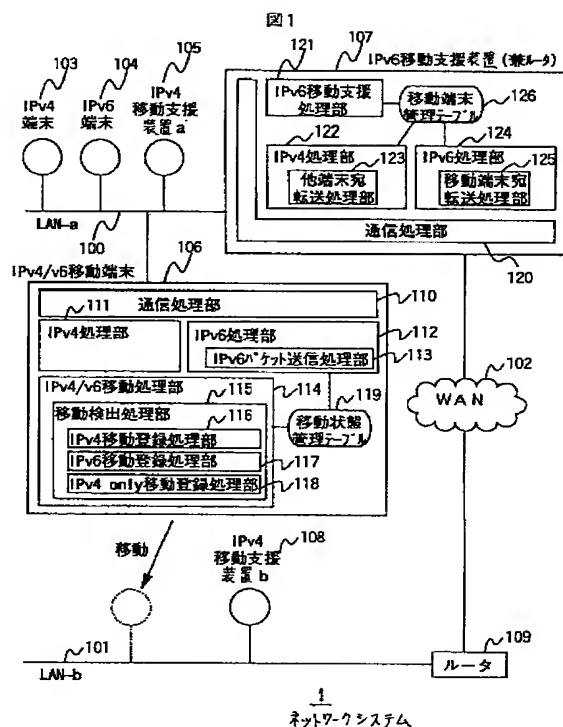 図1
103
104
105
121
107
IPv6移動支援装置(兼ルータ)
IPv4
端末
IPv6
端末
IPv4
移動支援
装置a
IPv6移動支援
処理部
移動端末
管理テーブル
126
122
124
IPv4処理部
123
他端末宛
転送処理部
IPv6処理部
125
移動端末宛
転送処理部
LAN-a
100
通信処理部
120
106
IPv4/v6移動端末
111
通信処理部
110
IPv4処理部
IPv6処理部
112
IPv6パケット送信処理部
113
IPv4/v6移動処理部
115
114
119
102
WAN
移動検出処理部
116
移動状態
管理テーブル
IPv4移動登録処理部
IPv6移動登録処理部
117
IPv4 only移動登録処理部
118
移動
IPv4
移動支援
装置b
108
101
LAN-b
109
ルータ
1
ネットワークシステム